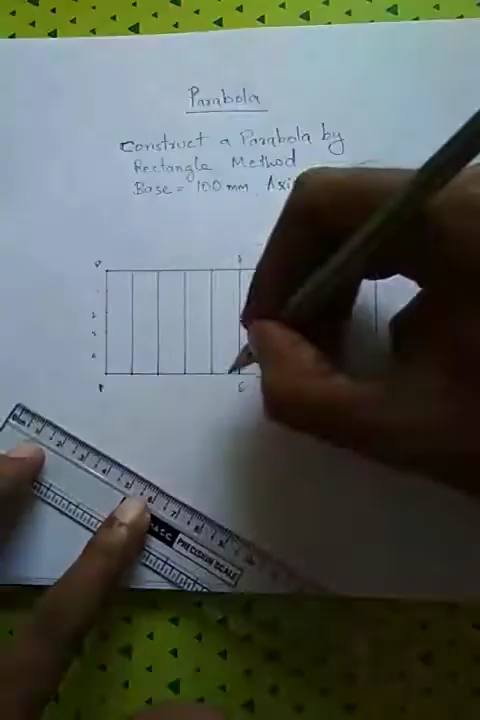 Parabola
Construct a Parabola by
Rectangle Method
Base = 100 mm, Axi
PRECISION SCALE